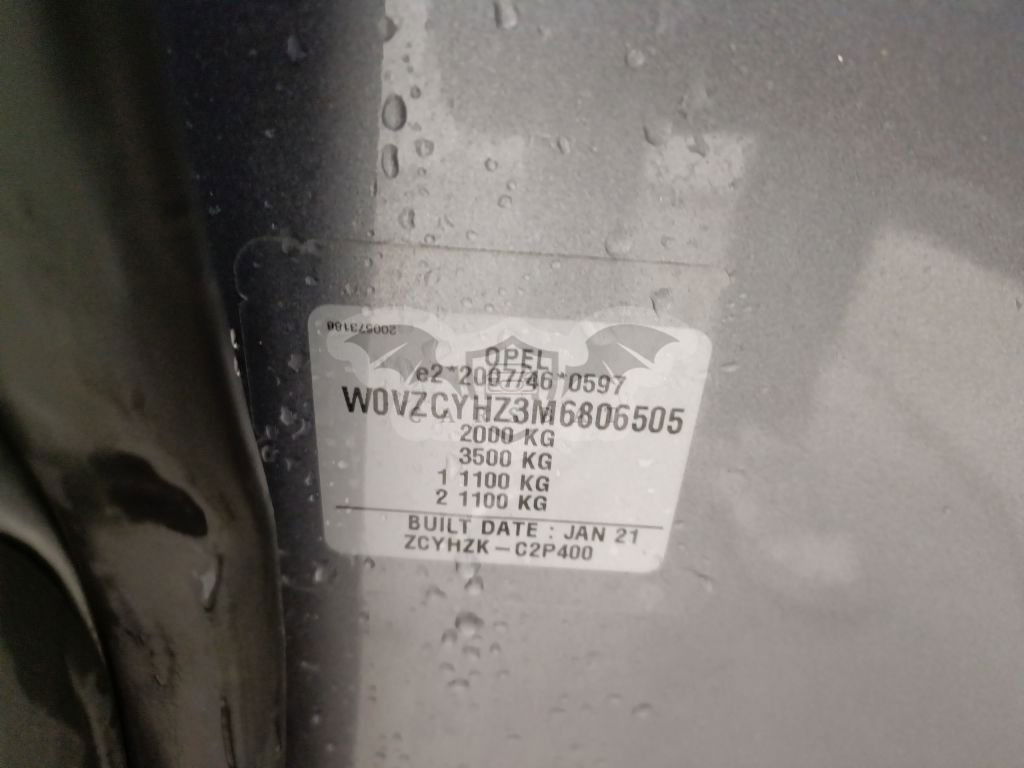 200573166
OPEL
e2*2007/46*0597
W0VZCYHZ3M6806505
2000 KG
3500 KG
1 1100 KG
2 1100 KG
BUILT DATE : JAN 21
ZCYHZK - C2P400